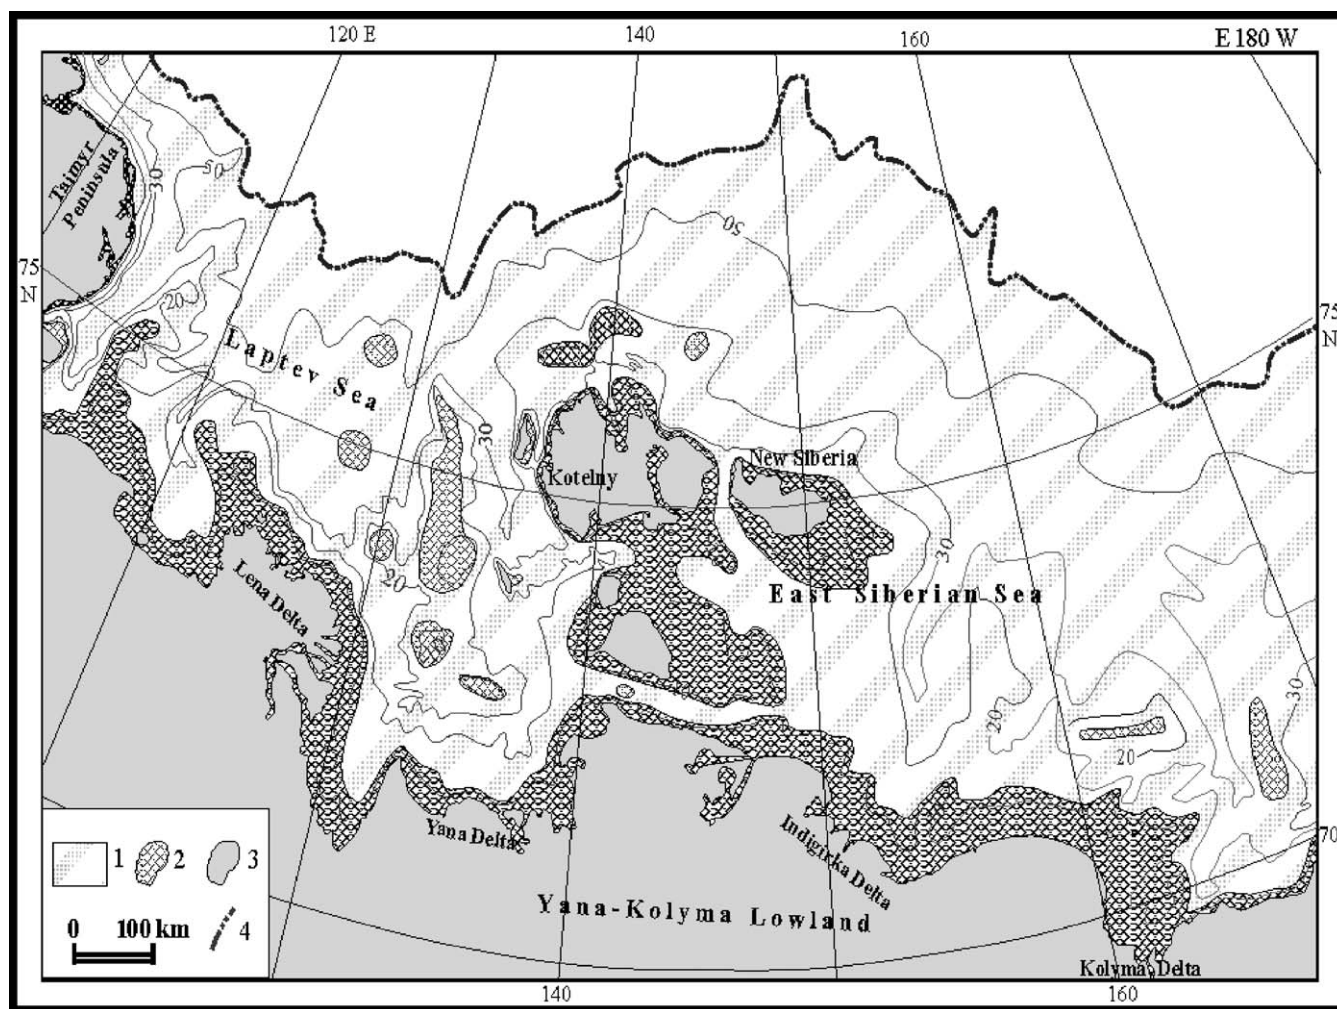 120 E
140
160
E 180 W
Taimyr
Peninsula
50
30
50
75
N
20
75
N
Laptev Sea
30
New Siberia
Kotelny
30
20
East Siberian Sea
Lena Delta
30
20
20
70
Yana Delta
Indigirka Delta
1
2
3
Yana-Kolyma Lowland
0 100 km
4
Kolyma Delta
140
160